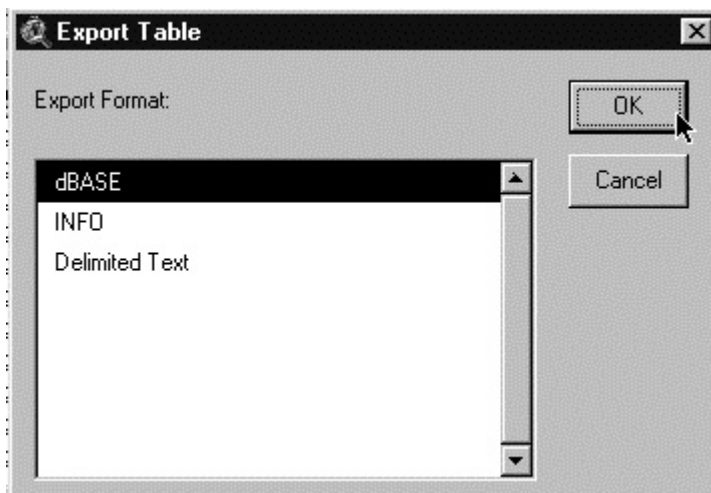 Export Table
Export Format:
OK
dBASE
Cancel
INFO
Delimited Text